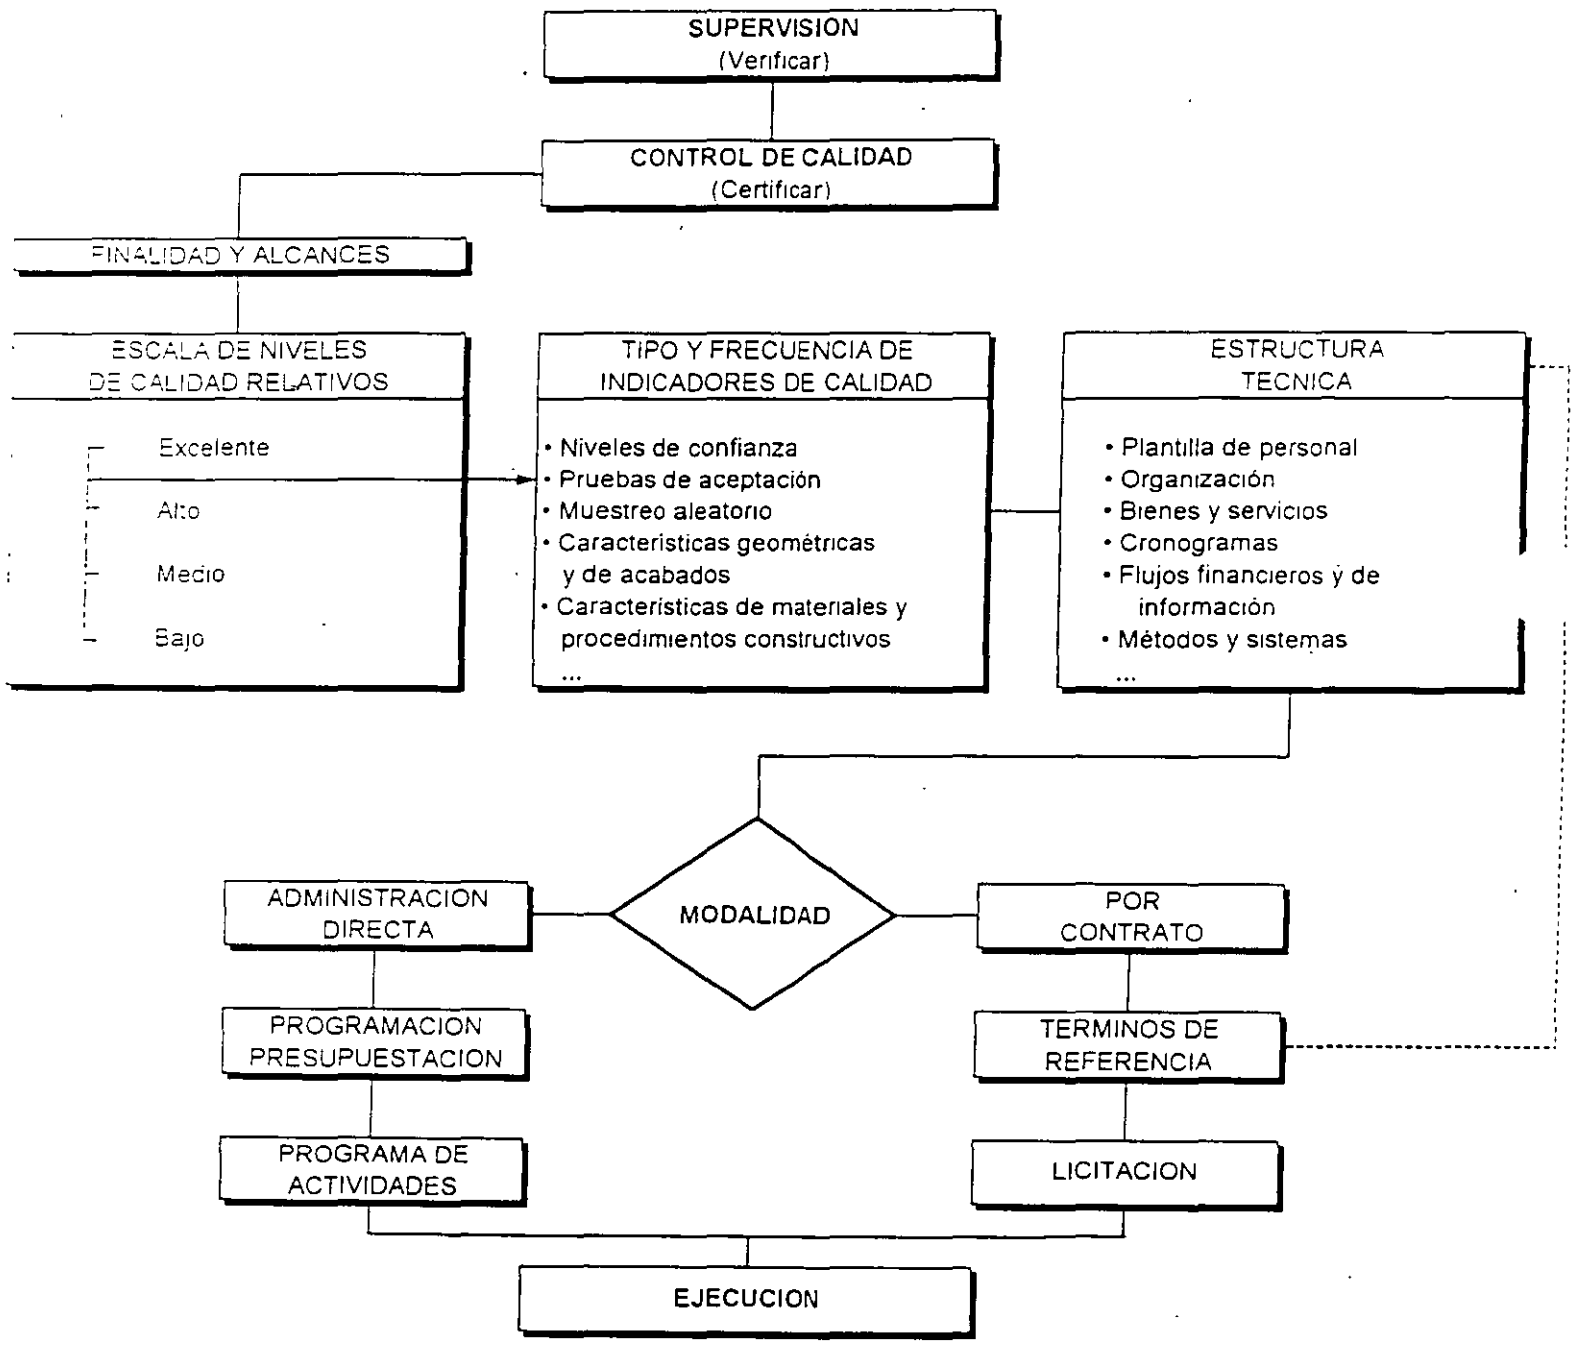 SUPERVISION
(Verificar)
CONTROL DE CALIDAD
(Certificar)
FINALIDAD Y ALCANCES
ESCALA DE NIVELES
DE CALIDAD RELATIVOS
Excelente
Alto
Medio
Bajo
TIPO Y FRECUENCIA DE
INDICADORES DE CALIDAD
• Niveles de confianza
• Pruebas de aceptación
• Muestreo aleatorio
• Características geométricas
y de acabados
• Características de materiales y
procedimientos constructivos
...
ESTRUCTURA
TECNICA
• Plantilla de personal
• Organización
• Bienes y servicios
• Cronogramas
• Flujos financieros y de
información
• Métodos y sistemas
...
MODALIDAD
ADMINISTRACION
DIRECTA
PROGRAMACION
PRESUPUESTACION
PROGRAMA DE
ACTIVIDADES
POR
CONTRATO
TERMINOS DE
REFERENCIA
LICITACION
EJECUCION